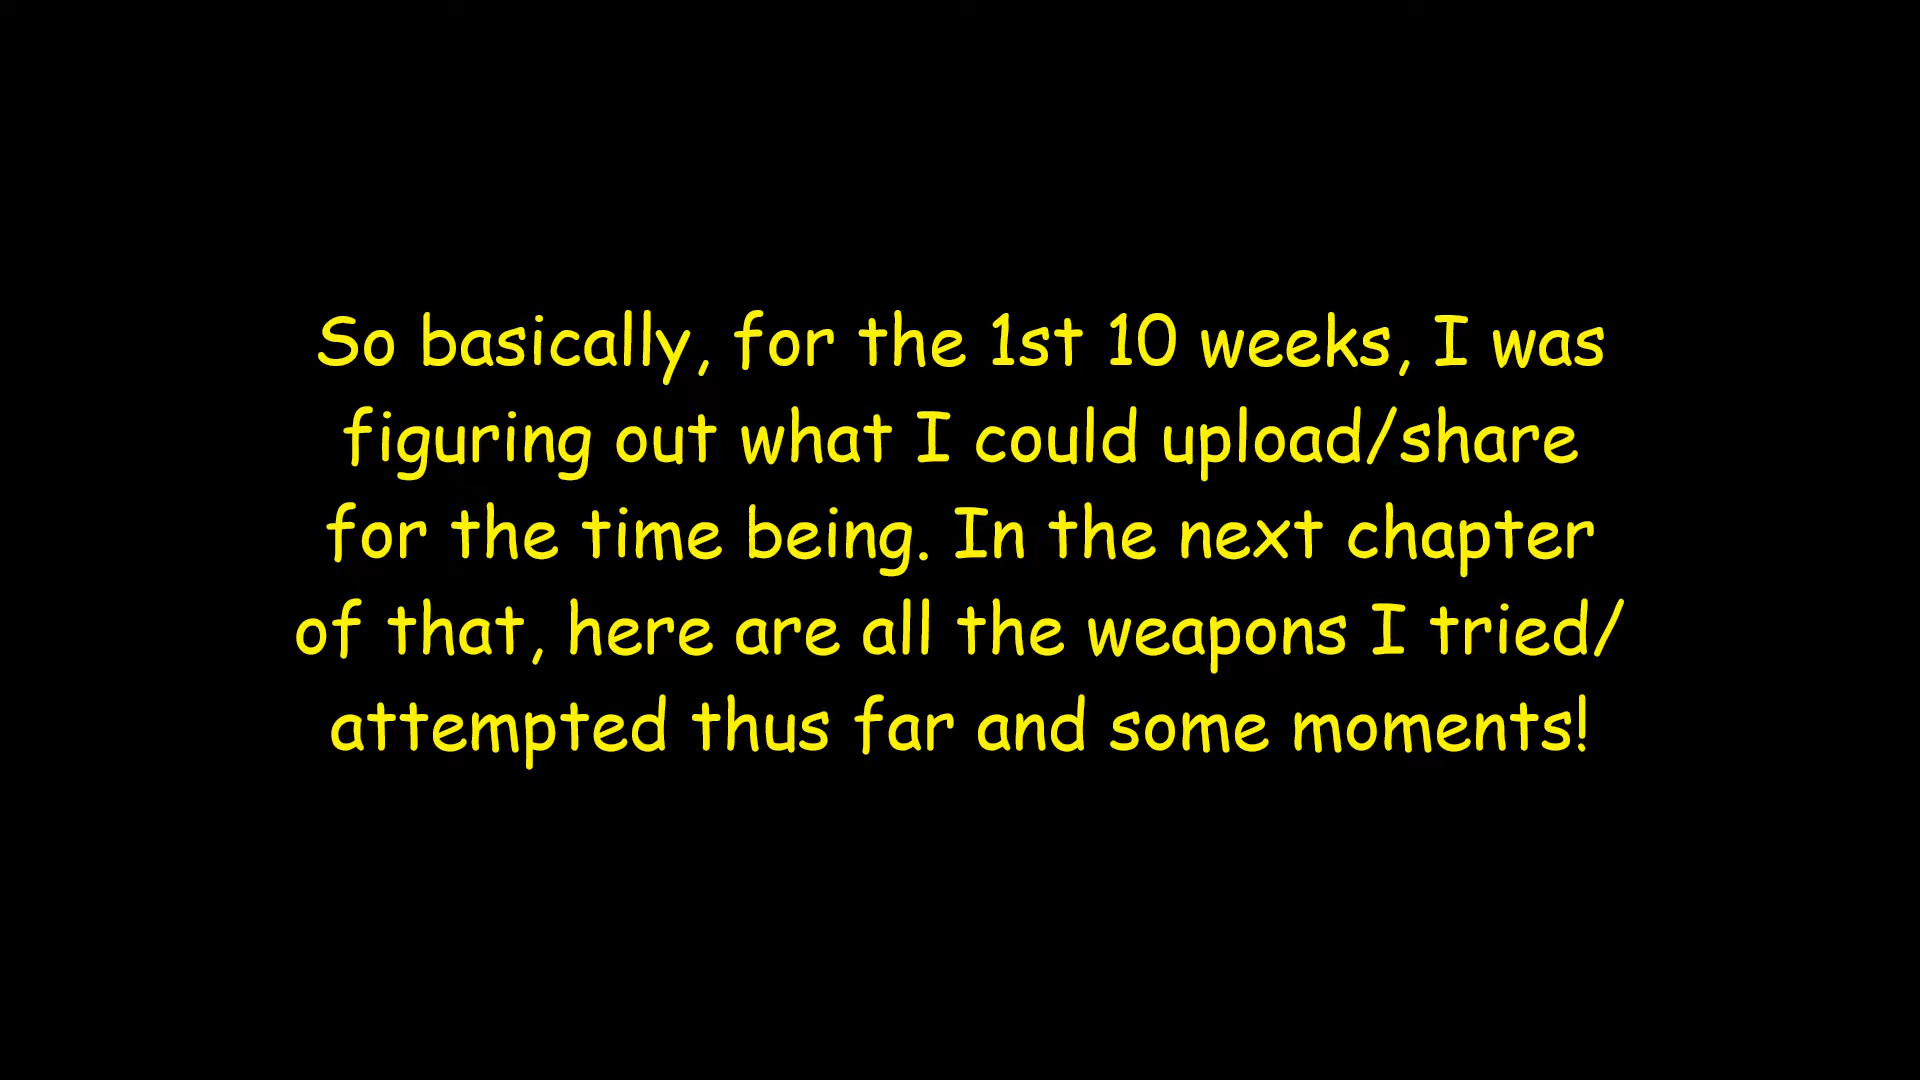 So basically, for the 1st 10 weeks, I was
figuring out what I could upload/share
for the time being. In the next chapter
of that, here are all the weapons I tried/
attempted thus far and some moments!